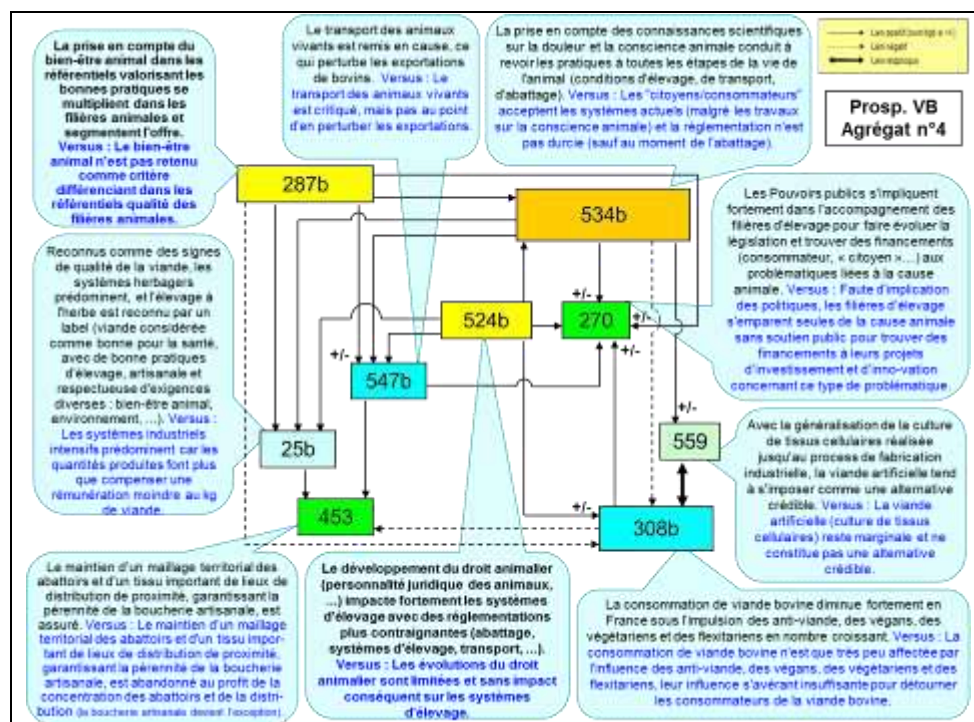 La prise en compte du
bien-être animal dans les
référentiels valorisant les
bonnes pratiques se
multiplient dans les
filières animales et
segmentent l'offre.
Versus : Le bien-être
animal n'est pas retenu
comme critère
différenciant dans les
référentiels qualité des
filières animales.
Le transport des animaux
vivants est remis en cause, ce
qui perturbe les exportations
de bovins. Versus : Le
transport des animaux vivants
est critiqué, mais pas au point
d'en perturber les exportations.
La prise en compte des connaissances scientifiques
sur la douleur et la conscience animale conduit à
revoir les pratiques à toutes les étapes de la vie de
l'animal (conditions d'élevage, de transport,
d'abattage). Versus : Les "citoyens/consommateurs"
acceptent les systèmes actuels (malgré les travaux
sur la conscience animale) et la réglementation n'est
pas durcie (sauf au moment de l'abattage).
Lien positif
Lien négatif
Lien réciproque
Prosp. VB
Agrégat n°4
287b
534b
524b
270
547b
25b
559
453
308b
+/-
+/-
+/-
+/-
+/-
+/-
Les Pouvoirs publics s'impliquent
fortement dans l'accompagnement des
filières d'élevage pour faire évoluer la
législation et trouver des financements
(consommateur, « citoyen »…) aux
problématiques liées à la cause
animale. Versus : Faute d'implication
des politiques, les filières d'élevage
s'emparent seules de la cause animale
sans soutien public pour trouver des
financements à leurs projets
d'investissement et d'inno-vation
concernant ce type de problématique.
Reconnus comme des signes
de qualité de la viande, les
systèmes herbagers
prédominent, et l'élevage à
l'herbe est reconnu par un
label (viande considérée
comme bonne pour la santé,
avec de bonne pratiques
d'élevage, artisanale et
respectueuse d'exigences
diverses : bien-être animal,
environnement, …). Versus :
Les systèmes industriels
intensifs prédominent car les
quantités produites font plus
que compenser une
rémunération moindre au kg
de viande.
Avec la généralisation de la culture
de tissus cellulaires réalisée
jusqu'au process de fabrication
industrielle, la viande artificielle tend
à s'imposer comme une alternative
crédible. Versus : La viande
artificielle (culture de tissus
cellulaires) reste marginale et ne
constitue pas une alternative
crédible.
Le maintien d'un maillage territorial des
abattoirs et d'un tissu important de lieux de
distribution de proximité, garantissant la
pérennité de la boucherie artisanale, est
assuré. Versus : Le maintien d'un maillage
territorial des abattoirs et d'un tissu impor-
tant de lieux de distribution de proximité,
garantissant la pérennité de la boucherie
artisanale, est abandonné au profit de la
concentration des abattoirs et de la distri-
bution (la boucherie artisanale devient l'exception).
Le développement du droit animalier
(personnalité juridique des animaux,
…) impacte fortement les systèmes
d'élevage avec des réglementations
plus contraignantes (abattage,
systèmes d'élevage, transport, …).
Versus : Les évolutions du droit
animalier sont limitées et sans impact
conséquent sur les systèmes
d'élevage.
La consommation de viande bovine diminue fortement en
France sous l'impulsion des anti-viande, des végans, des
végétariens et des flexitariens en nombre croissant. Versus : La
consommation de viande bovine n'est que très peu affectée par
l'influence des anti-viande, des végans, des végétariens et des
flexitariens, leur influence s'avérant insuffisante pour détourner
les consommateurs de la viande bovine.